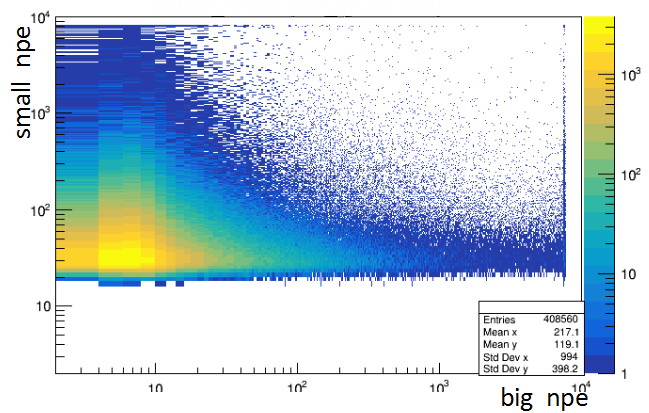 10⁴
10³
10²
10
small npe
10
10²
10³
10⁴
big npe
Entries 408560
Mean x 217.1
Mean y 119.1
Std Dev x 994
Std Dev y 398.2
10³
10²
10
1